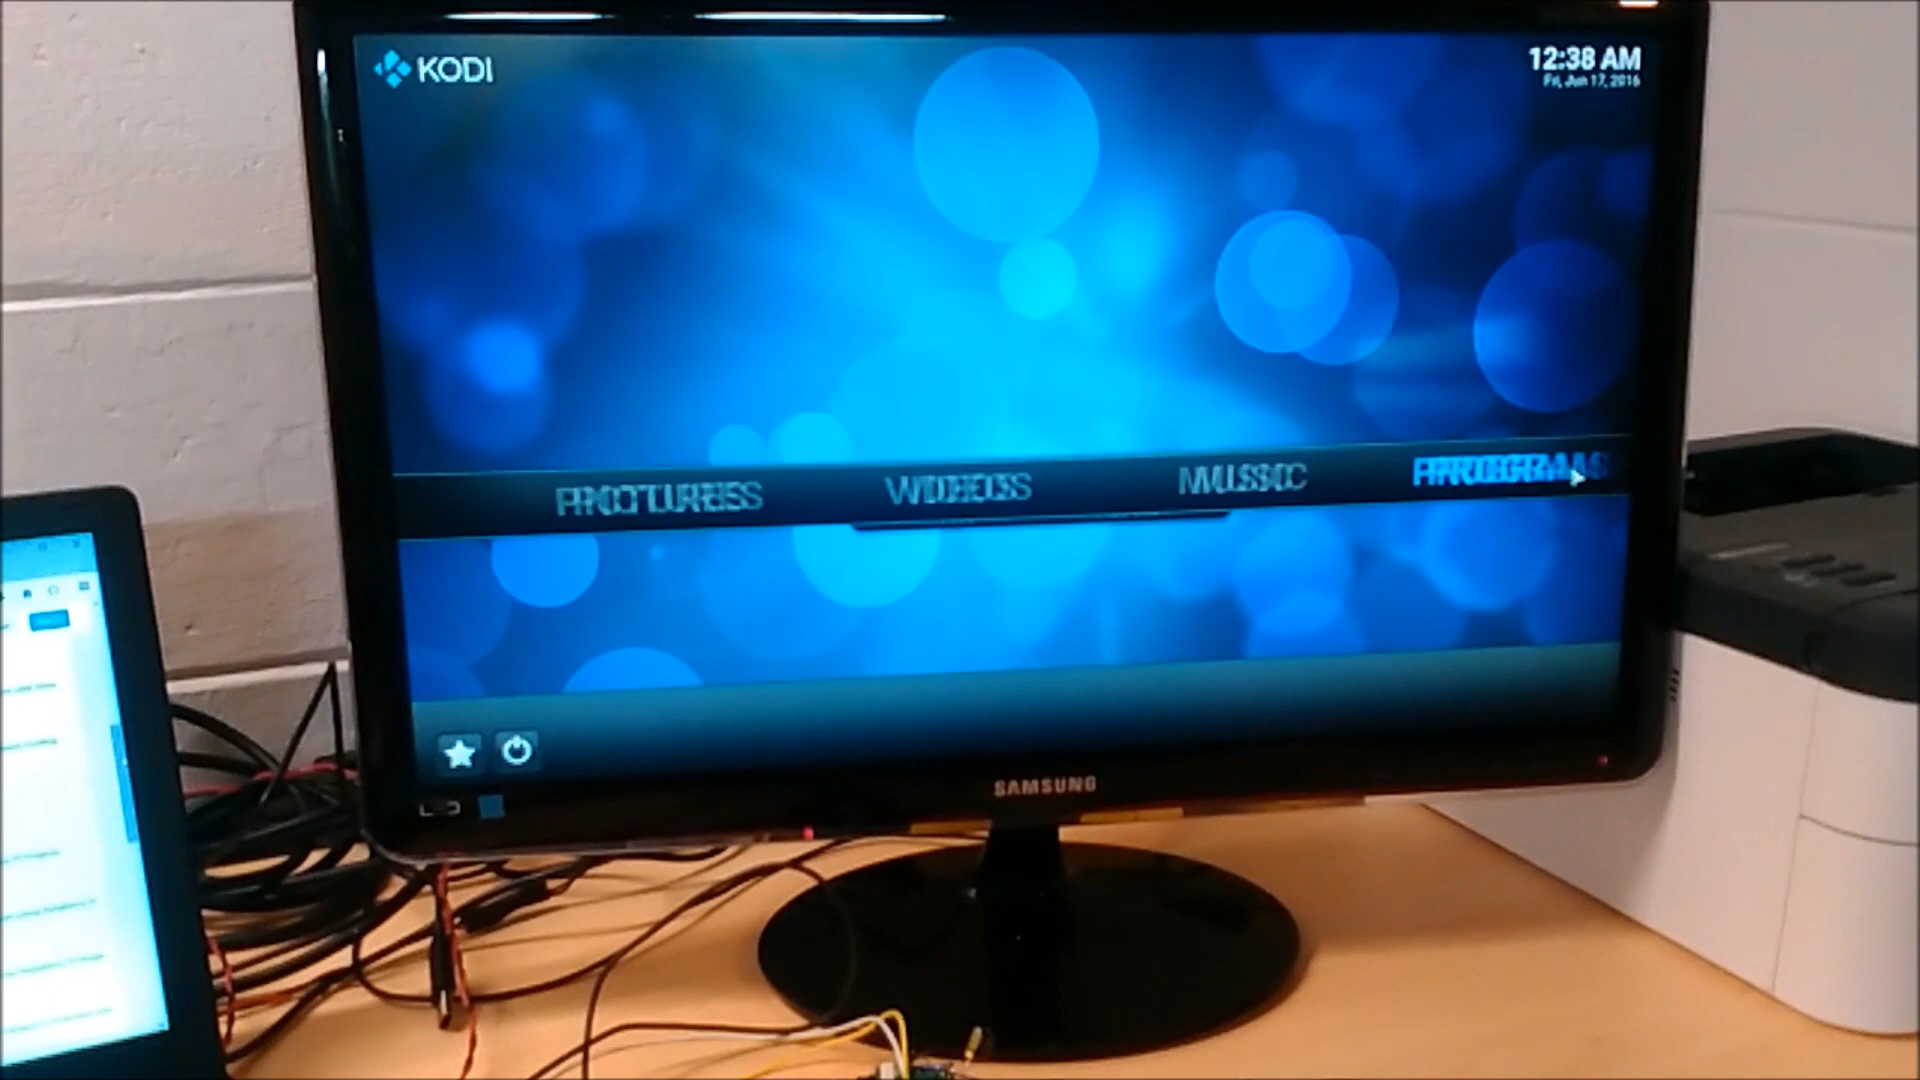 KODI
12:38 AM
Fri, Jun 17, 2016
PICTURES VIDEOS MUSIC PROGRAMS
SAMSUNG